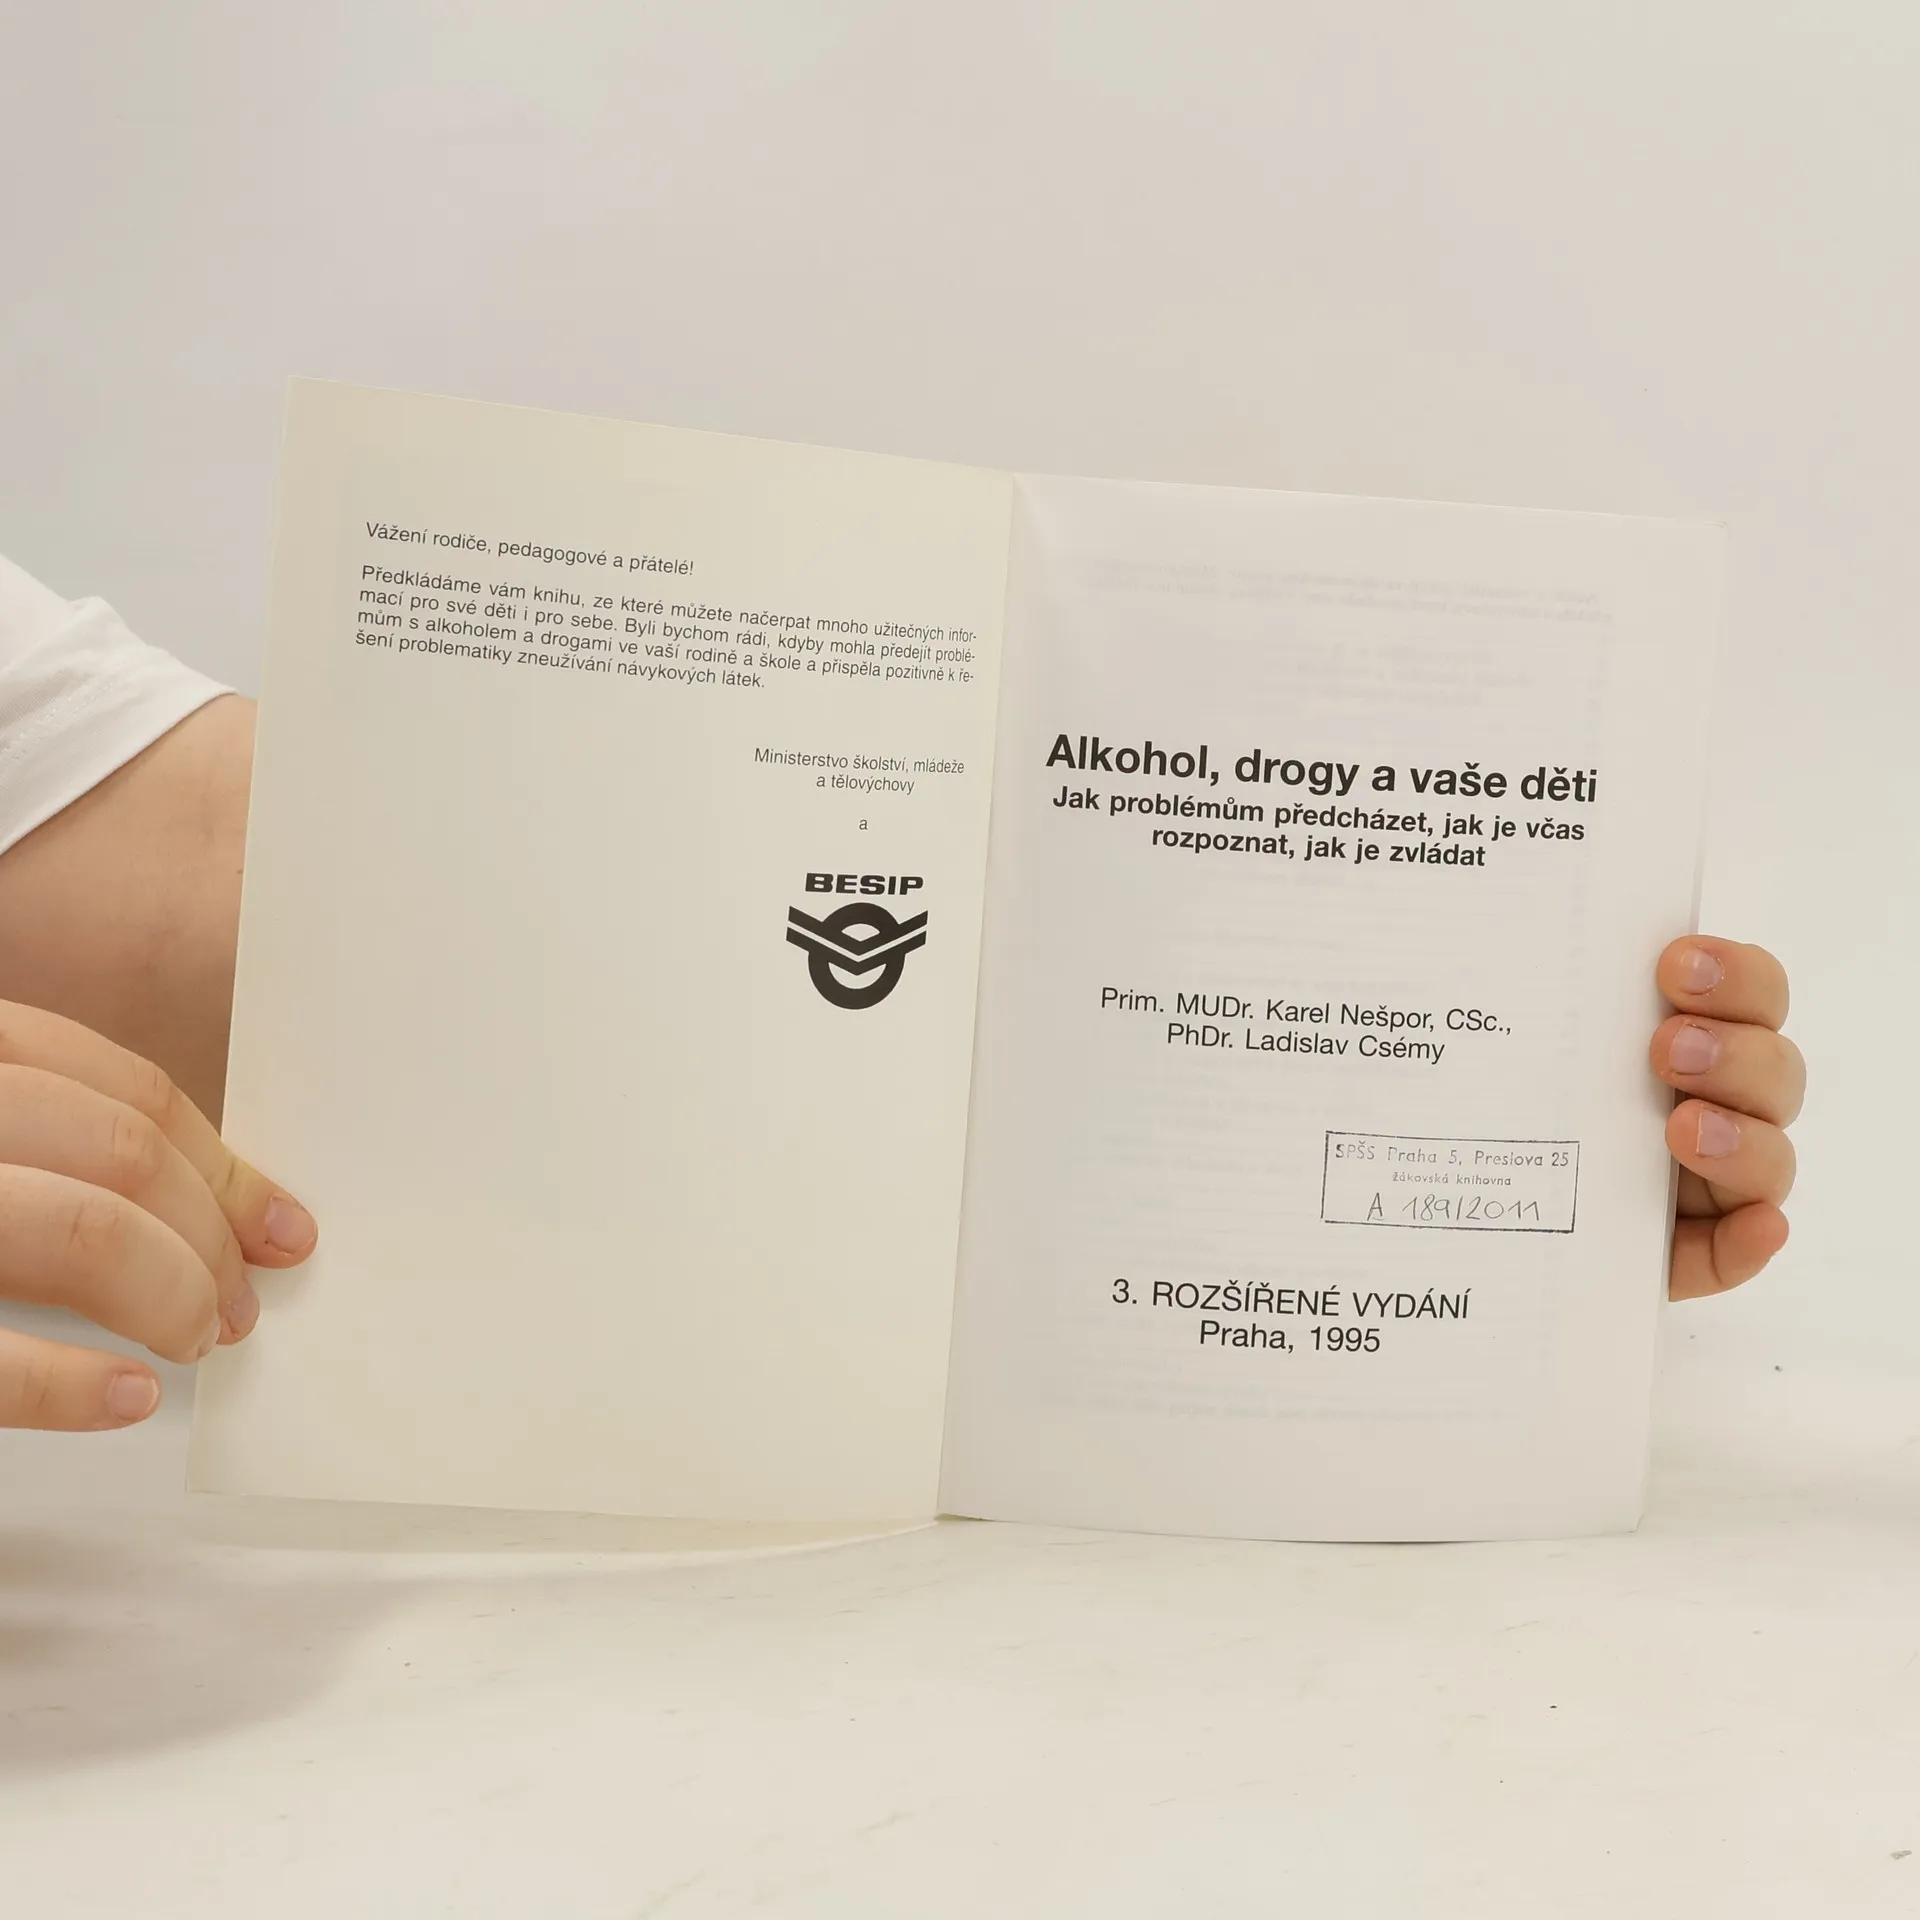 Vážení rodiče, pedagogové a přátelé!
Předkládáme vám knihu, ze které můžete načerpat mnoho užitečných infor-
mací pro své děti i pro sebe. Byli bychom rádi, kdyby mohla předejít problé-
mům s alkoholem a drogami ve vaší rodině a škole a přispěla pozitivně k ře-
šení problematiky zneužívání návykových látek.
Ministerstvo školství, mládeže
a tělovýchovy
a
BESIP
Alkohol, drogy a vaše děti
Jak problémům předcházet, jak je včas
rozpoznat, jak je zvládat
Prim. MUDr. Karel Nešpor, CSc.,
PhDr. Ladislav Csémy
SPŠS Praha 5, Preslova 25
žákovská knihovna
A 189/2011
3. ROZŠÍŘENÉ VYDÁNÍ
Praha, 1995